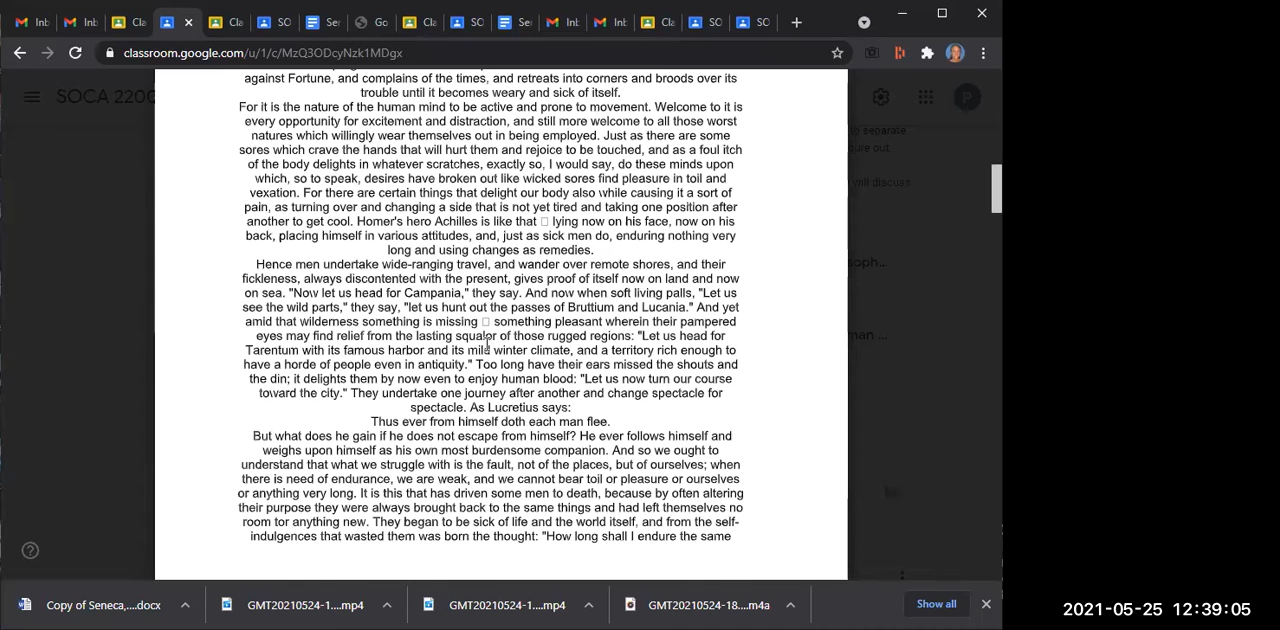 Inb
Inb
Cla
Cla
SO
Ser
Go
Cla
SO
Ser
Inb
Inb
Cla
SO
SO
classroom.google.com/u/1/c/MzQ3ODcyNzk1MDgx
SOCA 2200
P
against Fortune, and complains of the times, and retreats into corners and broods over its
trouble until it becomes weary and sick of itself.
For it is the nature of the human mind to be active and prone to movement. Welcome to it is
every opportunity for excitement and distraction, and still more welcome to all those worst
natures which willingly wear themselves out in being employed. Just as there are some
sores which crave the hands that will hurt them and rejoice to be touched, and as a foul itch
of the body delights in whatever scratches, exactly so, I would say, do these minds upon
which, so to speak, desires have broken out like wicked sores find pleasure in toil and
vexation. For there are certain things that delight our body also while causing it a sort of
pain, as turning over and changing a side that is not yet tired and taking one position after
another to get cool. Homer's hero Achilles is like that □ lying now on his face, now on his
back, placing himself in various attitudes, and, just as sick men do, enduring nothing very
long and using changes as remedies.
Hence men undertake wide-ranging travel, and wander over remote shores, and their
fickleness, always discontented with the present, gives proof of itself now on land and now
on sea. "Now let us head for Campania," they say. And now when soft living palls, "Let us
see the wild parts," they say, "let us hunt out the passes of Bruttium and Lucania." And yet
amid that wilderness something is missing □ something pleasant wherein their pampered
eyes may find relief from the lasting squalor of those rugged regions: "Let us head for
Tarentum with its famous harbor and its mild winter climate, and a territory rich enough to
have a horde of people even in antiquity." Too long have their ears missed the shouts and
the din; it delights them by now even to enjoy human blood: "Let us now turn our course
toward the city." They undertake one journey after another and change spectacle for
spectacle. As Lucretius says:
Thus ever from himself doth each man flee.
But what does he gain if he does not escape from himself? He ever follows himself and
weighs upon himself as his own most burdensome companion. And so we ought to
understand that what we struggle with is the fault, not of the places, but of ourselves; when
there is need of endurance, we are weak, and we cannot bear toil or pleasure or ourselves
or anything very long. It is this that has driven some men to death, because by often altering
their purpose they were always brought back to the same things and had left themselves no
room tor anything new. They began to be sick of life and the world itself, and from the self-
indulgences that wasted them was born the thought: "How long shall I endure the same
to separate
ure out.
will discuss
soph..
man ...
Copy of Seneca,....docx
GMT20210524-1....mp4
GMT20210524-1....mp4
GMT20210524-18....m4a
Show all
2021-05-25 12:39:05